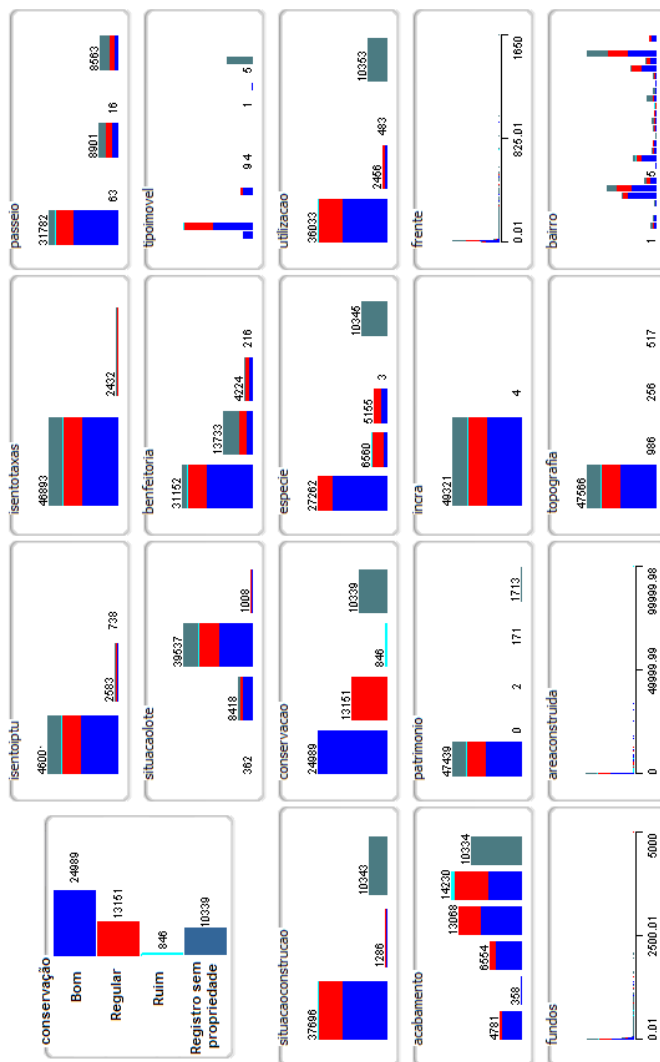 conservação
Bom
24989
Regular
13151
Ruim
846
Registro sem
propriedade
10339
isentoiptu
2583
738
isentotaxas
46893
2432
passeio
31782
63
8901
16
8563
situacaolote
362
8418
39537
1008
benfeitoria
31152
13733
4224
216
tipoimovel
9 4
1
5
situacaoconstrucao
37696
1286
10343
conservacao
24989
13151
846
10339
especie
27262
6560
5155
3
10345
utilizacao
36033
2456
483
10353
acabamento
4781
358
6554
13068
14230
10334
patrimonio
47439
0
2
171
1713
incra
49321
4
frente
0.01
825.01
1650
fundos
0.01
2500.01
5000
areaconstruida
0
49999.99
99999.98
topografia
47566
986
256
517
bairro
1
5